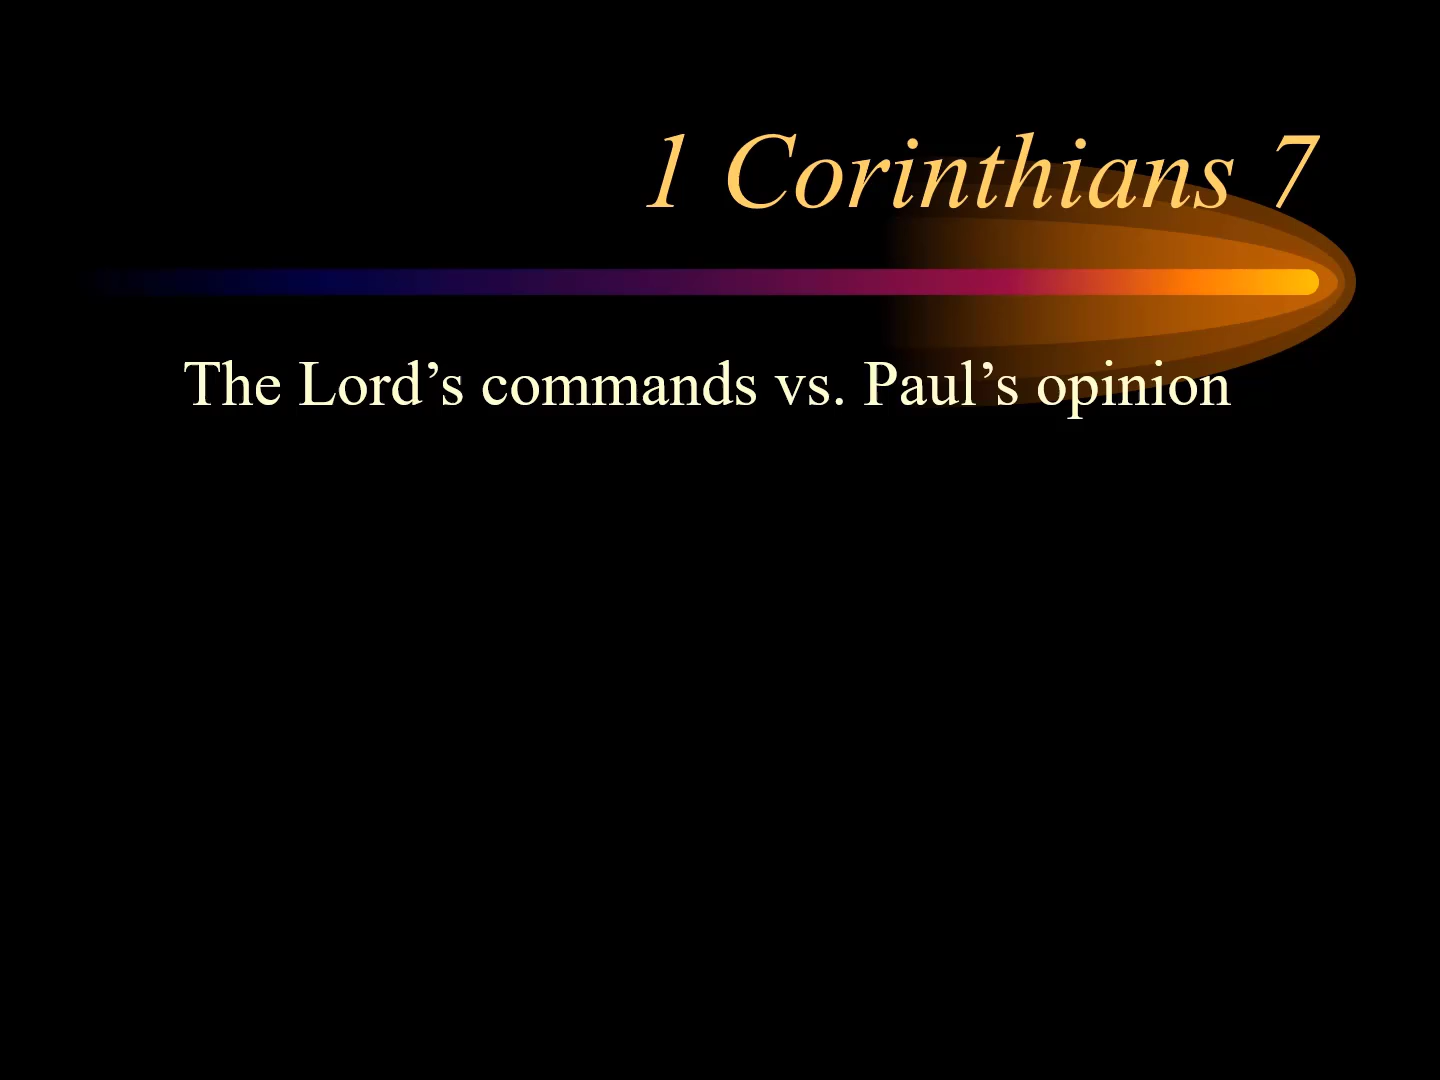 1 Corinthians 7
The Lord’s commands vs. Paul’s opinion